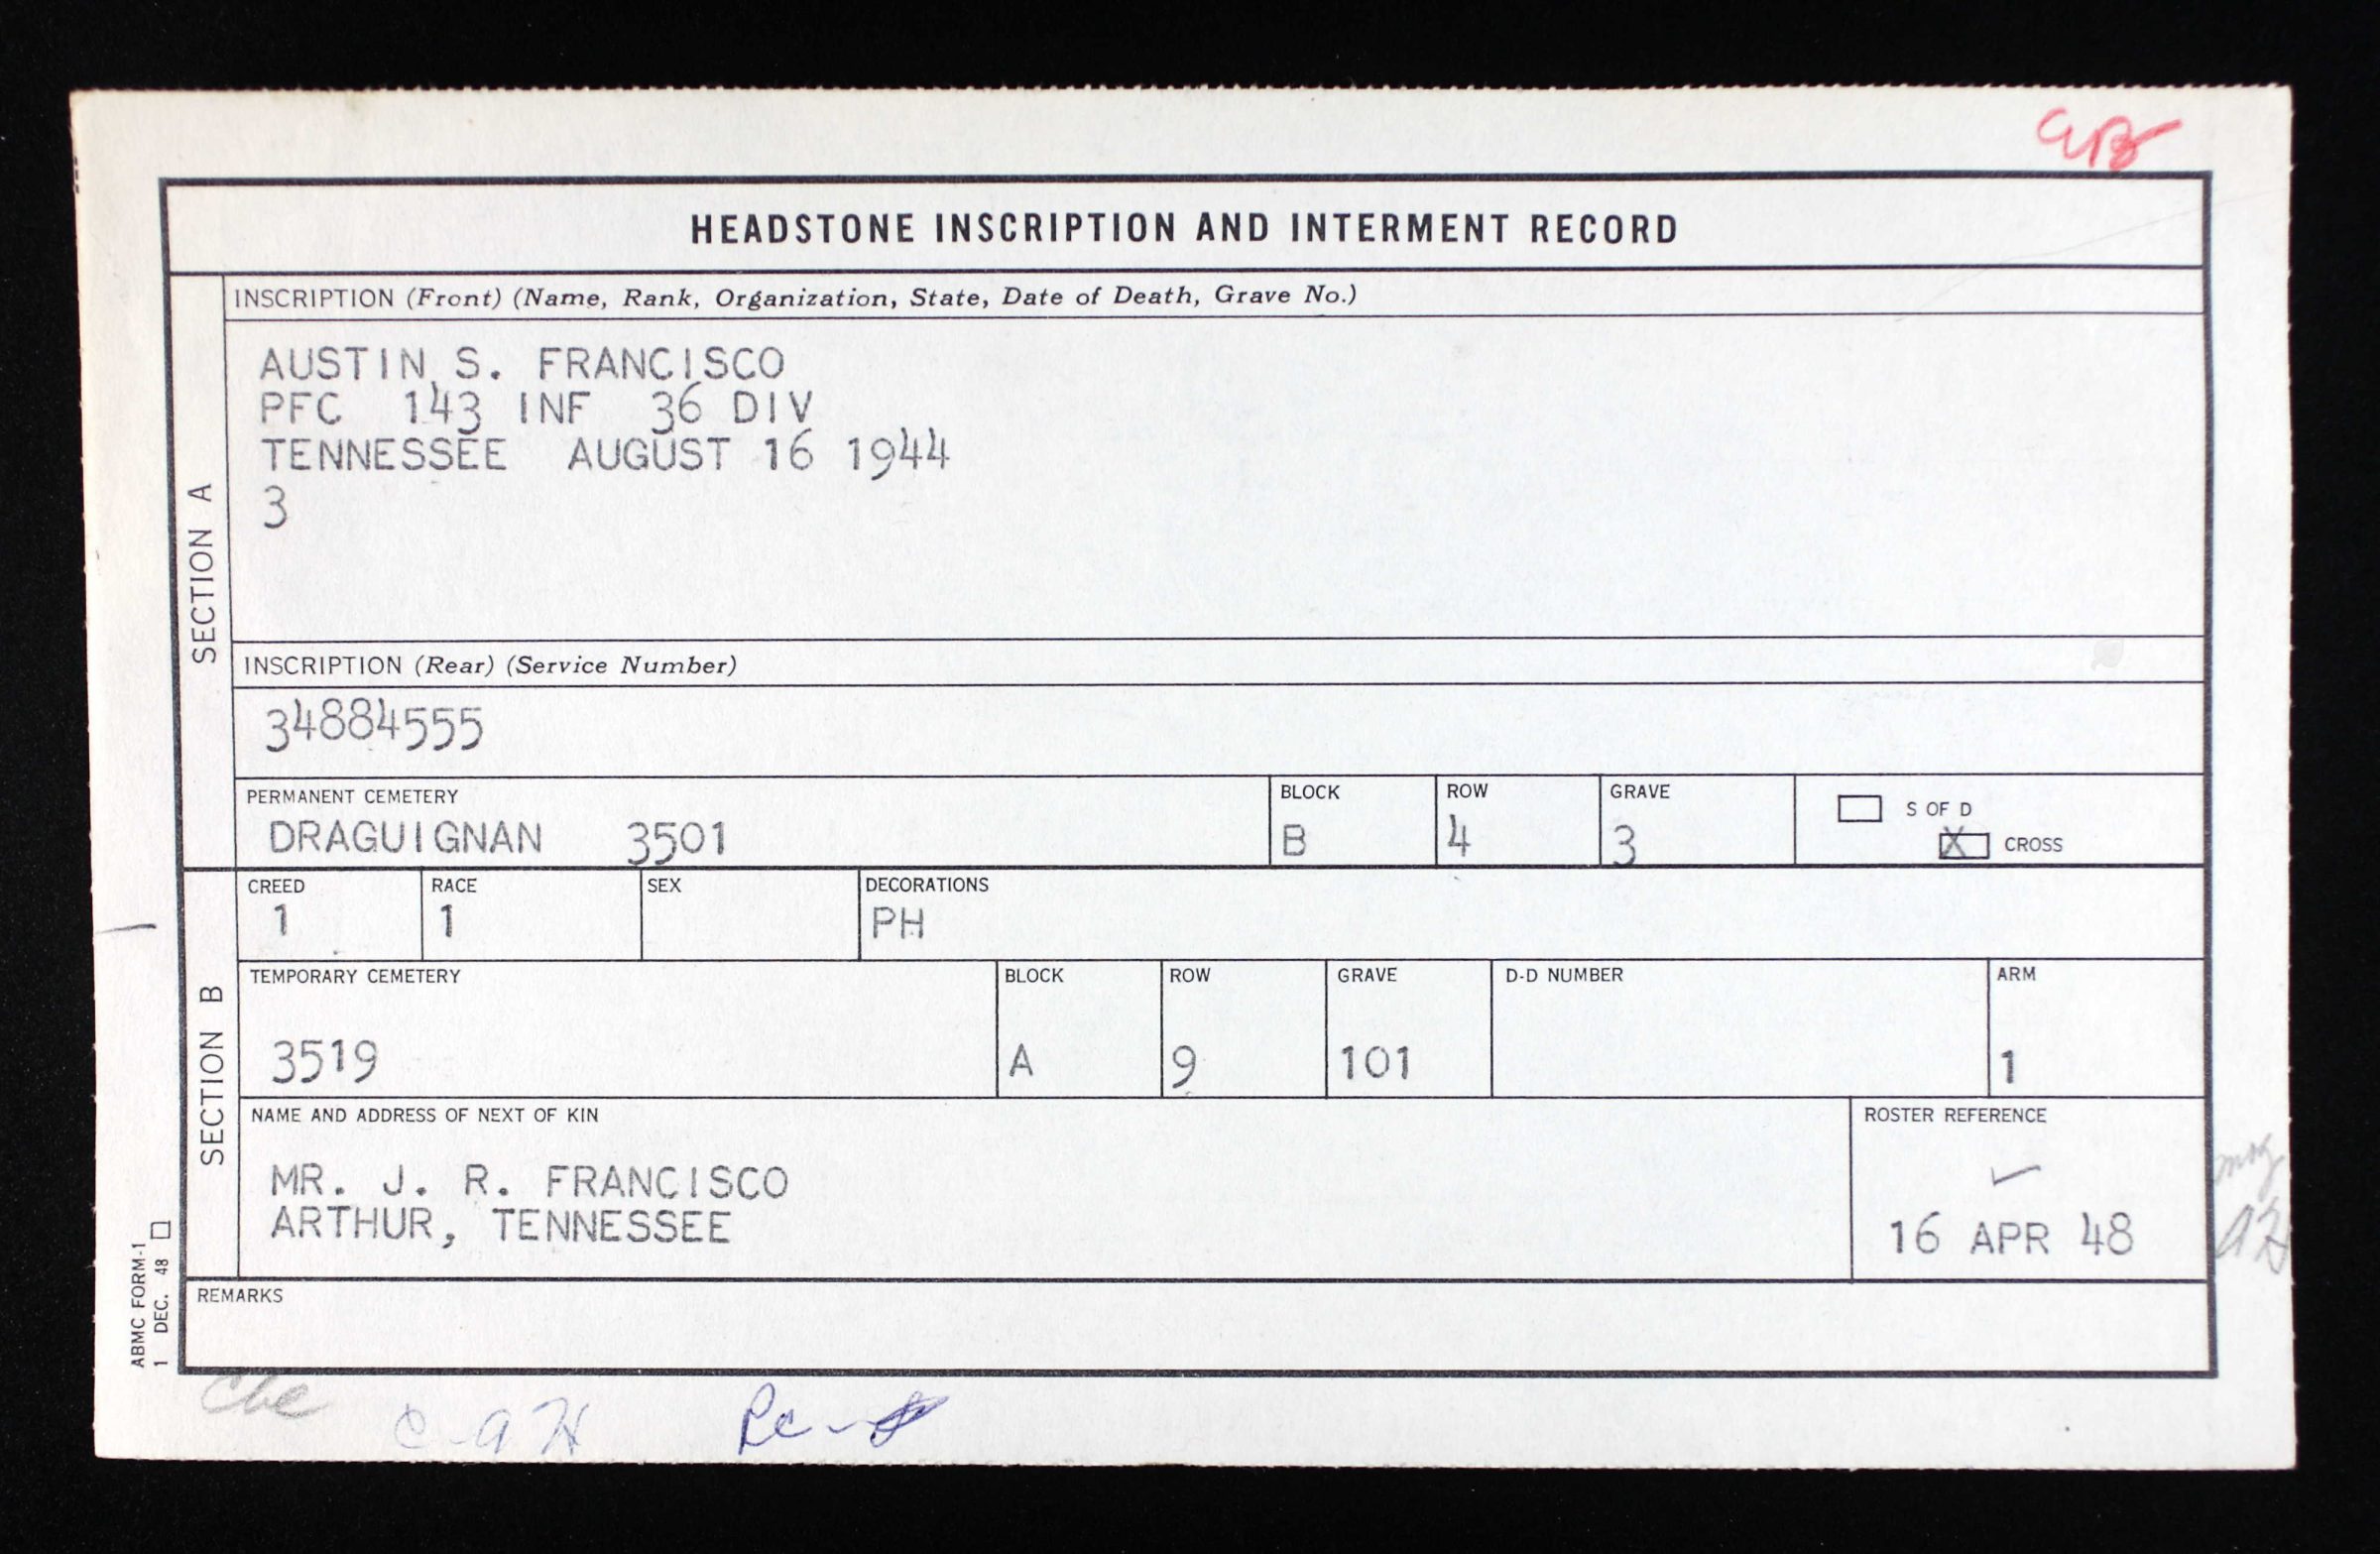 HEADSTONE INSCRIPTION AND INTERMENT RECORD
SECTION A
INSCRIPTION (Front) (Name, Rank, Organization, State, Date of Death, Grave No.)
AUSTIN S. FRANCISCO
PFC 143 INF 36 DIV
TENNESSEE AUGUST 16 1944
3
INSCRIPTION (Rear) (Service Number)
34884555
PERMANENT CEMETERY BLOCK ROW GRAVE
DRAGUIGNAN 3501 B 4 3
S OF D
X CROSS
SECTION B
CREED RACE SEX DECORATIONS
1 1 PH
TEMPORARY CEMETERY BLOCK ROW GRAVE D-D NUMBER ARM
3519 A 9 101 1
NAME AND ADDRESS OF NEXT OF KIN ROSTER REFERENCE
MR. J. R. FRANCISCO
ARTHUR, TENNESSEE 16 APR 48
REMARKS
ABMC FORM-1
1 DEC. 48